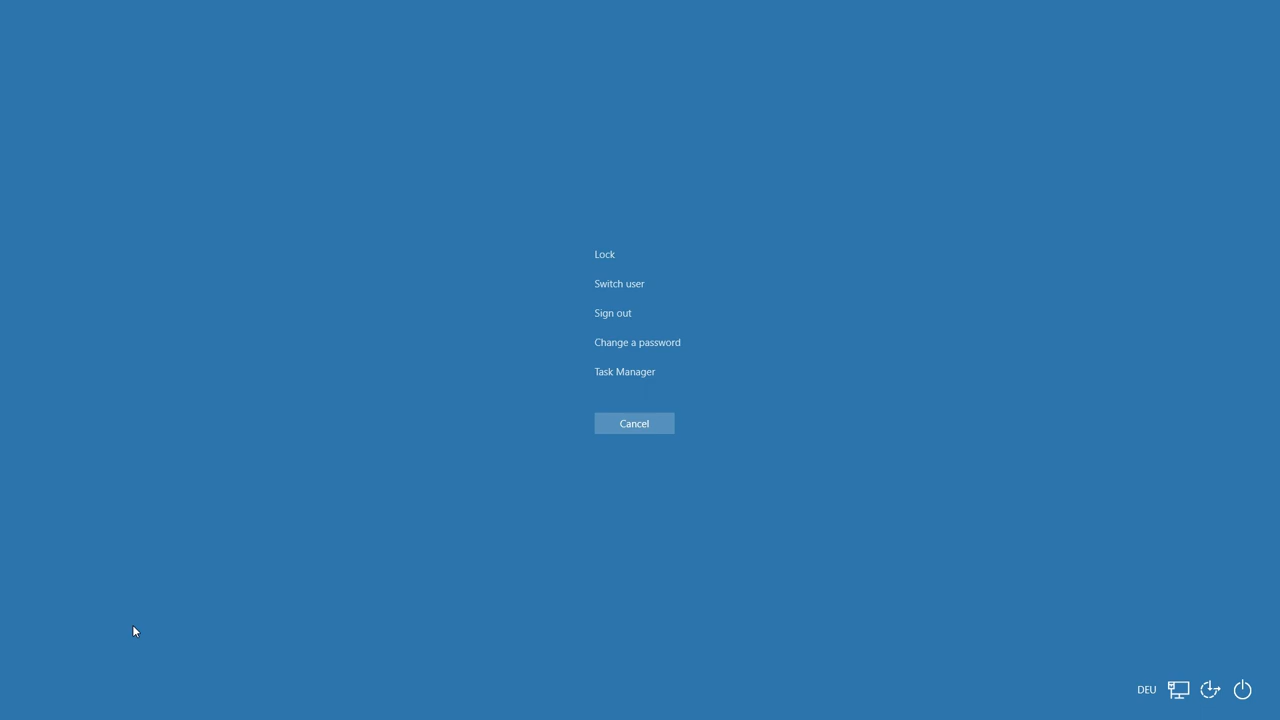 Lock
Switch user
Sign out
Change a password
Task Manager
Cancel
DEU